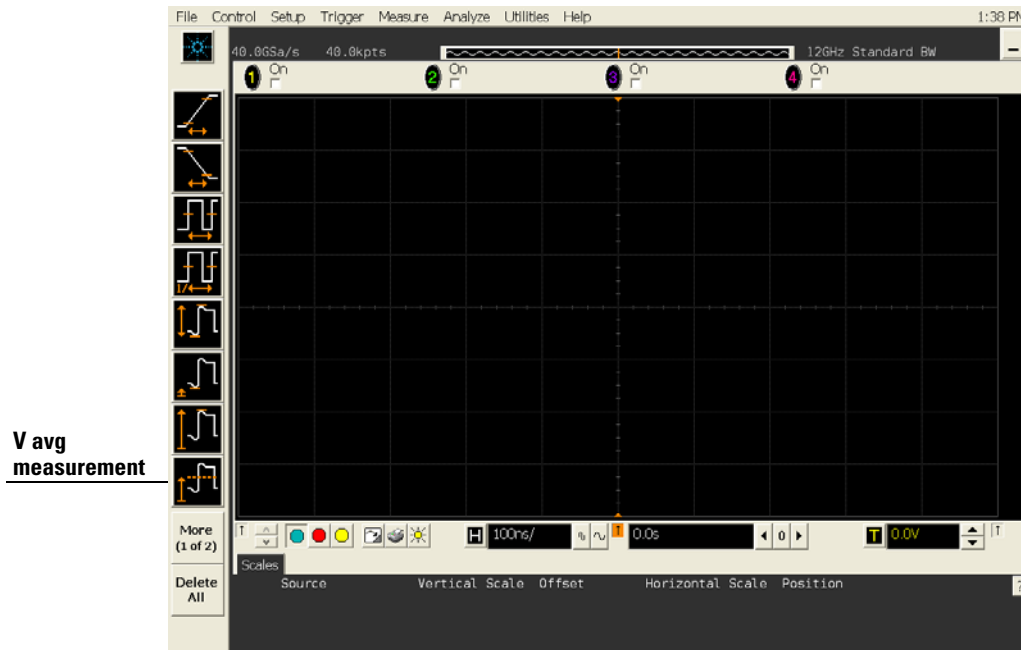 File Control Setup Trigger Measure Analyze Utilities Help 1:38 PM
40.0GSa/s 40.0kpts 12GHz Standard BW
1 On 2 On 3 On 4 On
V avg
measurement
More
(1 of 2)
Delete
All
H 100ns/ 0.0s 0 T 0.0V
Scales
Source Vertical Scale Offset Horizontal Scale Position